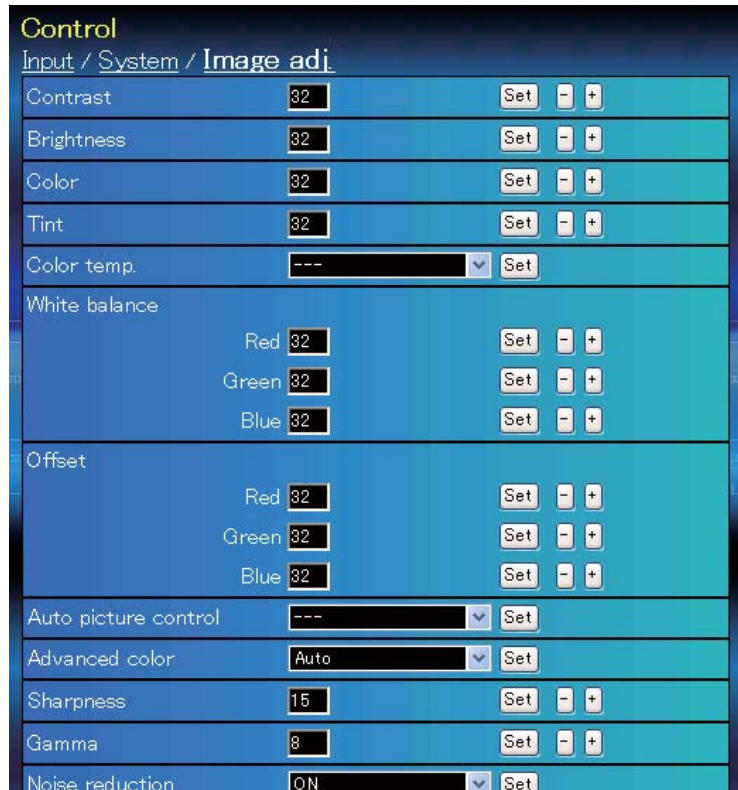 Control
Input / System / Image adj.
Contrast 32 Set - +
Brightness 32 Set - +
Color 32 Set - +
Tint 32 Set - +
Color temp. --- Set
White balance
Red 32 Set - +
Green 32 Set - +
Blue 32 Set - +
Offset
Red 32 Set - +
Green 32 Set - +
Blue 32 Set - +
Auto picture control --- Set
Advanced color Auto Set
Sharpness 15 Set - +
Gamma 8 Set - +
Noise reduction ON Set